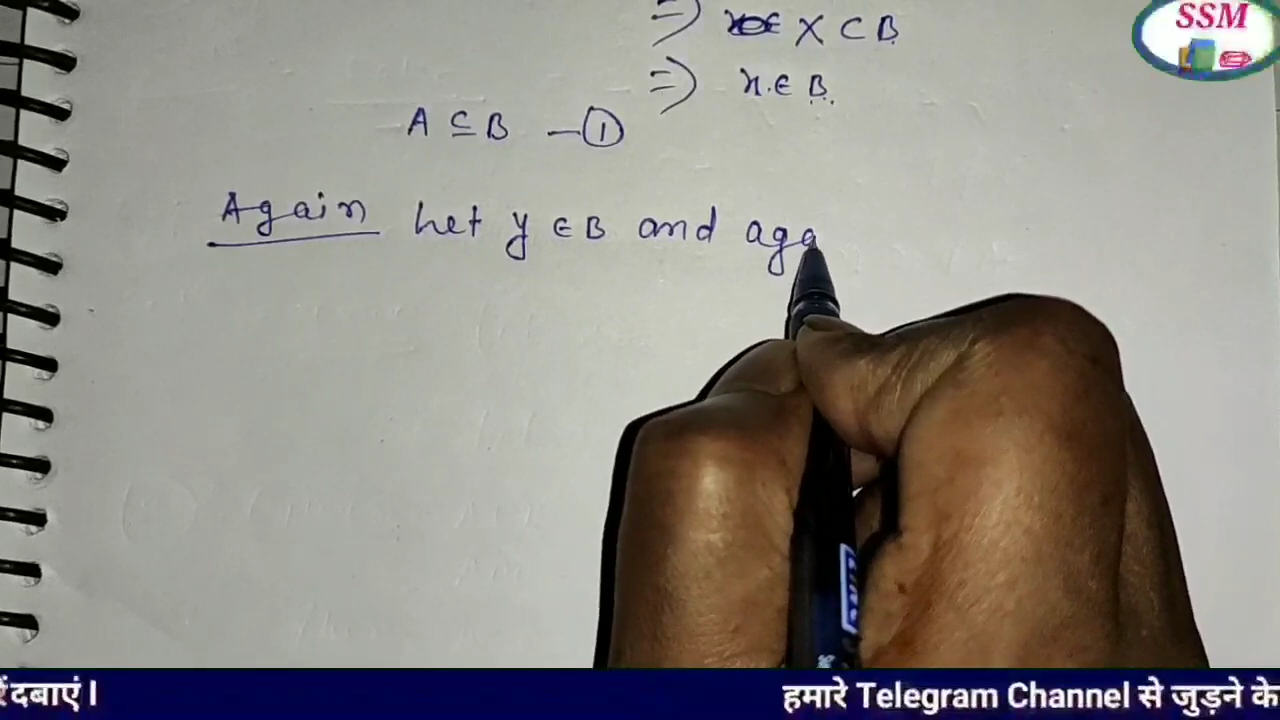 ⇒ X ⊂ B
SSM
⇒ x ∈ B
A ⊆ B — ①
Again let y ∈ B and aga
दबाएं।
हमारे Telegram Channel से जुड़ने के